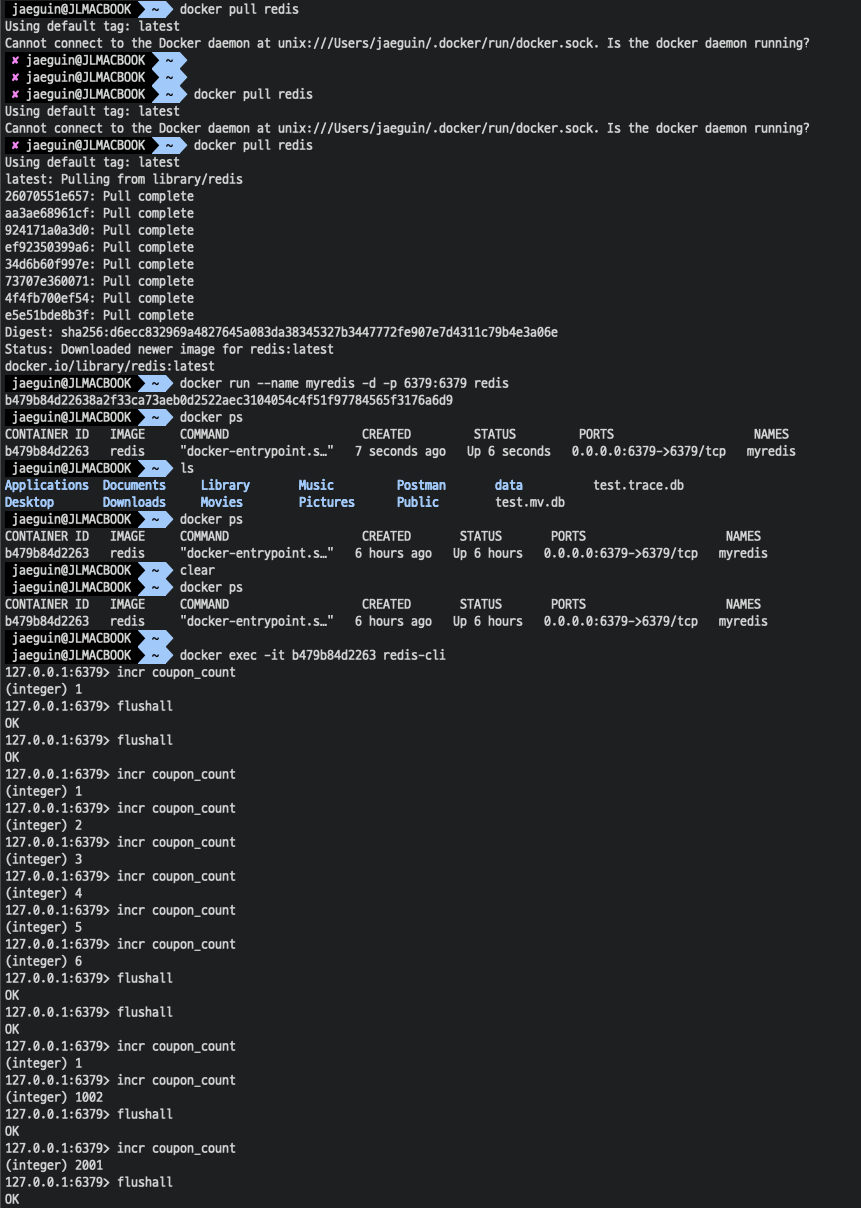 jaeguin@JLMACBOOK ~ docker pull redis
Using default tag: latest
Cannot connect to the Docker daemon at unix:///Users/jaeguin/.docker/run/docker.sock. Is the docker daemon running?
✘ jaeguin@JLMACBOOK ~
✘ jaeguin@JLMACBOOK ~
✘ jaeguin@JLMACBOOK ~ docker pull redis
Using default tag: latest
Cannot connect to the Docker daemon at unix:///Users/jaeguin/.docker/run/docker.sock. Is the docker daemon running?
✘ jaeguin@JLMACBOOK ~ docker pull redis
Using default tag: latest
latest: Pulling from library/redis
26070551e657: Pull complete
aa3ae68961cf: Pull complete
924171a0a3d0: Pull complete
ef92350399a6: Pull complete
34d6b60f997e: Pull complete
73707e360071: Pull complete
4f4fb700ef54: Pull complete
e5e51bde8b3f: Pull complete
Digest: sha256:d6ecc832969a4827645a083da38345327b3447772fe907e7d4311c79b4e3a06e
Status: Downloaded newer image for redis:latest
docker.io/library/redis:latest
jaeguin@JLMACBOOK ~ docker run --name myredis -d -p 6379:6379 redis
b479b84d22638a2f33ca73aeb0d2522aec3104054c4f51f97784565f3176a6d9
jaeguin@JLMACBOOK ~ docker ps
CONTAINER ID IMAGE COMMAND CREATED STATUS PORTS NAMES
b479b84d2263 redis "docker-entrypoint.s…" 7 seconds ago Up 6 seconds 0.0.0.0:6379->6379/tcp myredis
jaeguin@JLMACBOOK ~ ls
Applications Documents Library Music Postman data test.trace.db
Desktop Downloads Movies Pictures Public test.mv.db
jaeguin@JLMACBOOK ~ docker ps
CONTAINER ID IMAGE COMMAND CREATED STATUS PORTS NAMES
b479b84d2263 redis "docker-entrypoint.s…" 6 hours ago Up 6 hours 0.0.0.0:6379->6379/tcp myredis
jaeguin@JLMACBOOK ~ clear
jaeguin@JLMACBOOK ~ docker ps
CONTAINER ID IMAGE COMMAND CREATED STATUS PORTS NAMES
b479b84d2263 redis "docker-entrypoint.s…" 6 hours ago Up 6 hours 0.0.0.0:6379->6379/tcp myredis
jaeguin@JLMACBOOK ~
jaeguin@JLMACBOOK ~ docker exec -it b479b84d2263 redis-cli
127.0.0.1:6379> incr coupon_count
(integer) 1
127.0.0.1:6379> flushall
OK
127.0.0.1:6379> flushall
OK
127.0.0.1:6379> incr coupon_count
(integer) 1
127.0.0.1:6379> incr coupon_count
(integer) 2
127.0.0.1:6379> incr coupon_count
(integer) 3
127.0.0.1:6379> incr coupon_count
(integer) 4
127.0.0.1:6379> incr coupon_count
(integer) 5
127.0.0.1:6379> incr coupon_count
(integer) 6
127.0.0.1:6379> flushall
OK
127.0.0.1:6379> flushall
OK
127.0.0.1:6379> incr coupon_count
(integer) 1
127.0.0.1:6379> incr coupon_count
(integer) 1002
127.0.0.1:6379> flushall
OK
127.0.0.1:6379> incr coupon_count
(integer) 2001
127.0.0.1:6379> flushall
OK